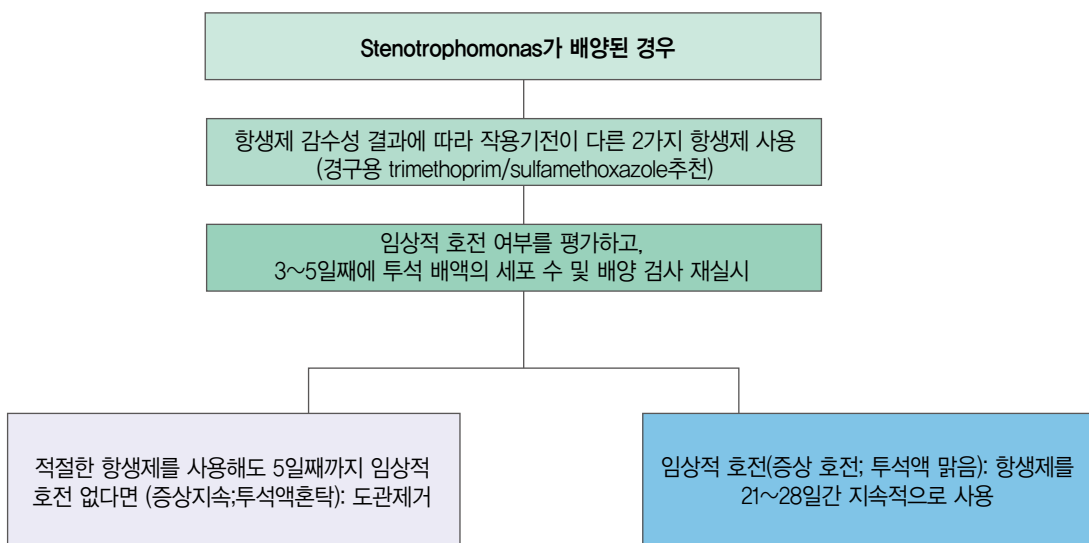 Stenotrophomonas가 배양된 경우
항생제 감수성 결과에 따라 작용기전이 다른 2가지 항생제 사용
(경구용 trimethoprim/sulfamethoxazole추천)
임상적 호전 여부를 평가하고,
3~5일째에 투석 배액의 세포 수 및 배양 검사 재실시
적절한 항생제를 사용해도 5일째까지 임상적
호전 없다면 (증상지속;투석액혼탁): 도관제거
임상적 호전(증상 호전; 투석액 맑음): 항생제를
21~28일간 지속적으로 사용